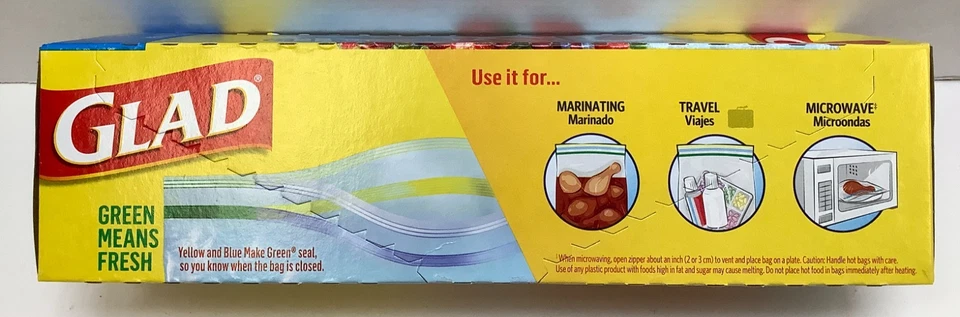 GLAD®
GREEN
MEANS
FRESH
Yellow and Blue Make Green® seal,
so you know when the bag is closed.
Use it for...
MARINATING
Marinado
TRAVEL
Viajes
MICROWAVE‡
Microondas
‡When microwaving, open zipper about an inch (2 or 3 cm) to vent and place bag on a plate. Caution: Handle hot bags with care.
Use of any plastic product with foods high in fat and sugar may cause melting. Do not place hot food in bags immediately after heating.